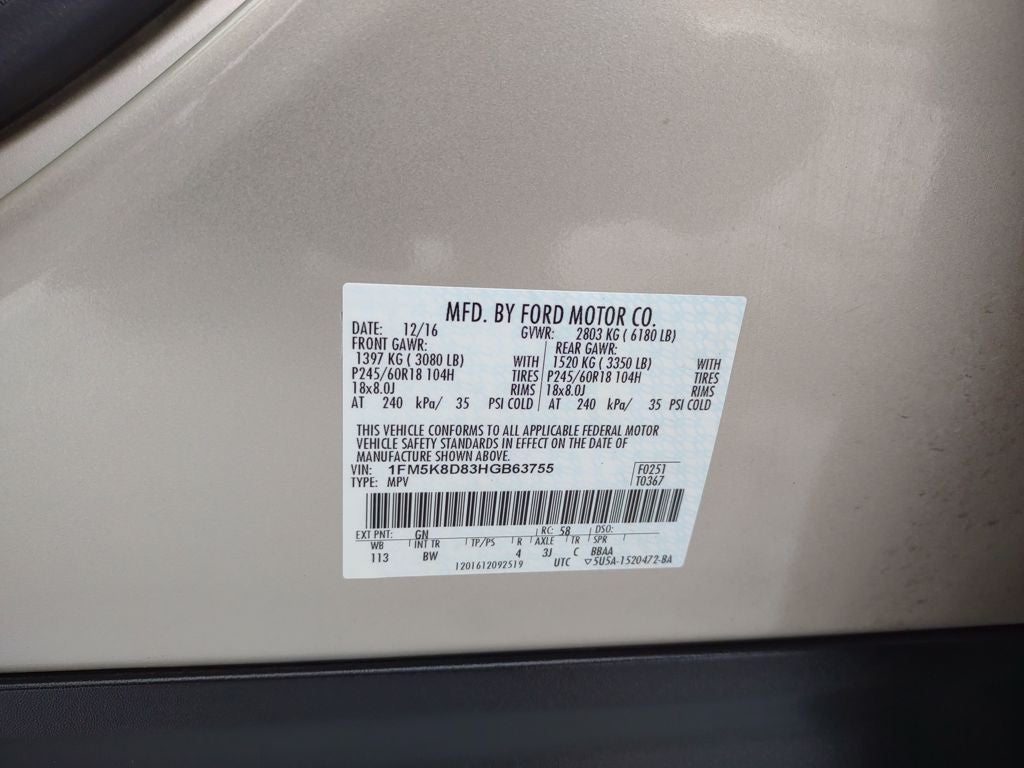 MFD. BY FORD MOTOR CO.
DATE: 12/16 GVWR: 2803 KG ( 6180 LB)
FRONT GAWR: REAR GAWR:
1397 KG ( 3080 LB) WITH 1520 KG ( 3350 LB) WITH
P245/60R18 104H TIRES P245/60R18 104H TIRES
18x8.0J RIMS 18x8.0J RIMS
AT 240 kPa/ 35 PSI COLD AT 240 kPa/ 35 PSI COLD
THIS VEHICLE CONFORMS TO ALL APPLICABLE FEDERAL MOTOR
VEHICLE SAFETY STANDARDS IN EFFECT ON THE DATE OF
MANUFACTURE SHOWN ABOVE.
VIN: 1FM5K8D83HGB63755 F0251
TYPE: MPV T0367
EXT PNT: GN RC: 58 DSO:
WB INT TR TP/PS R AXLE TR SPR
113 BW 4 3J C BBAA
1201612092519 UTC ▽5U5A-1520472-BA